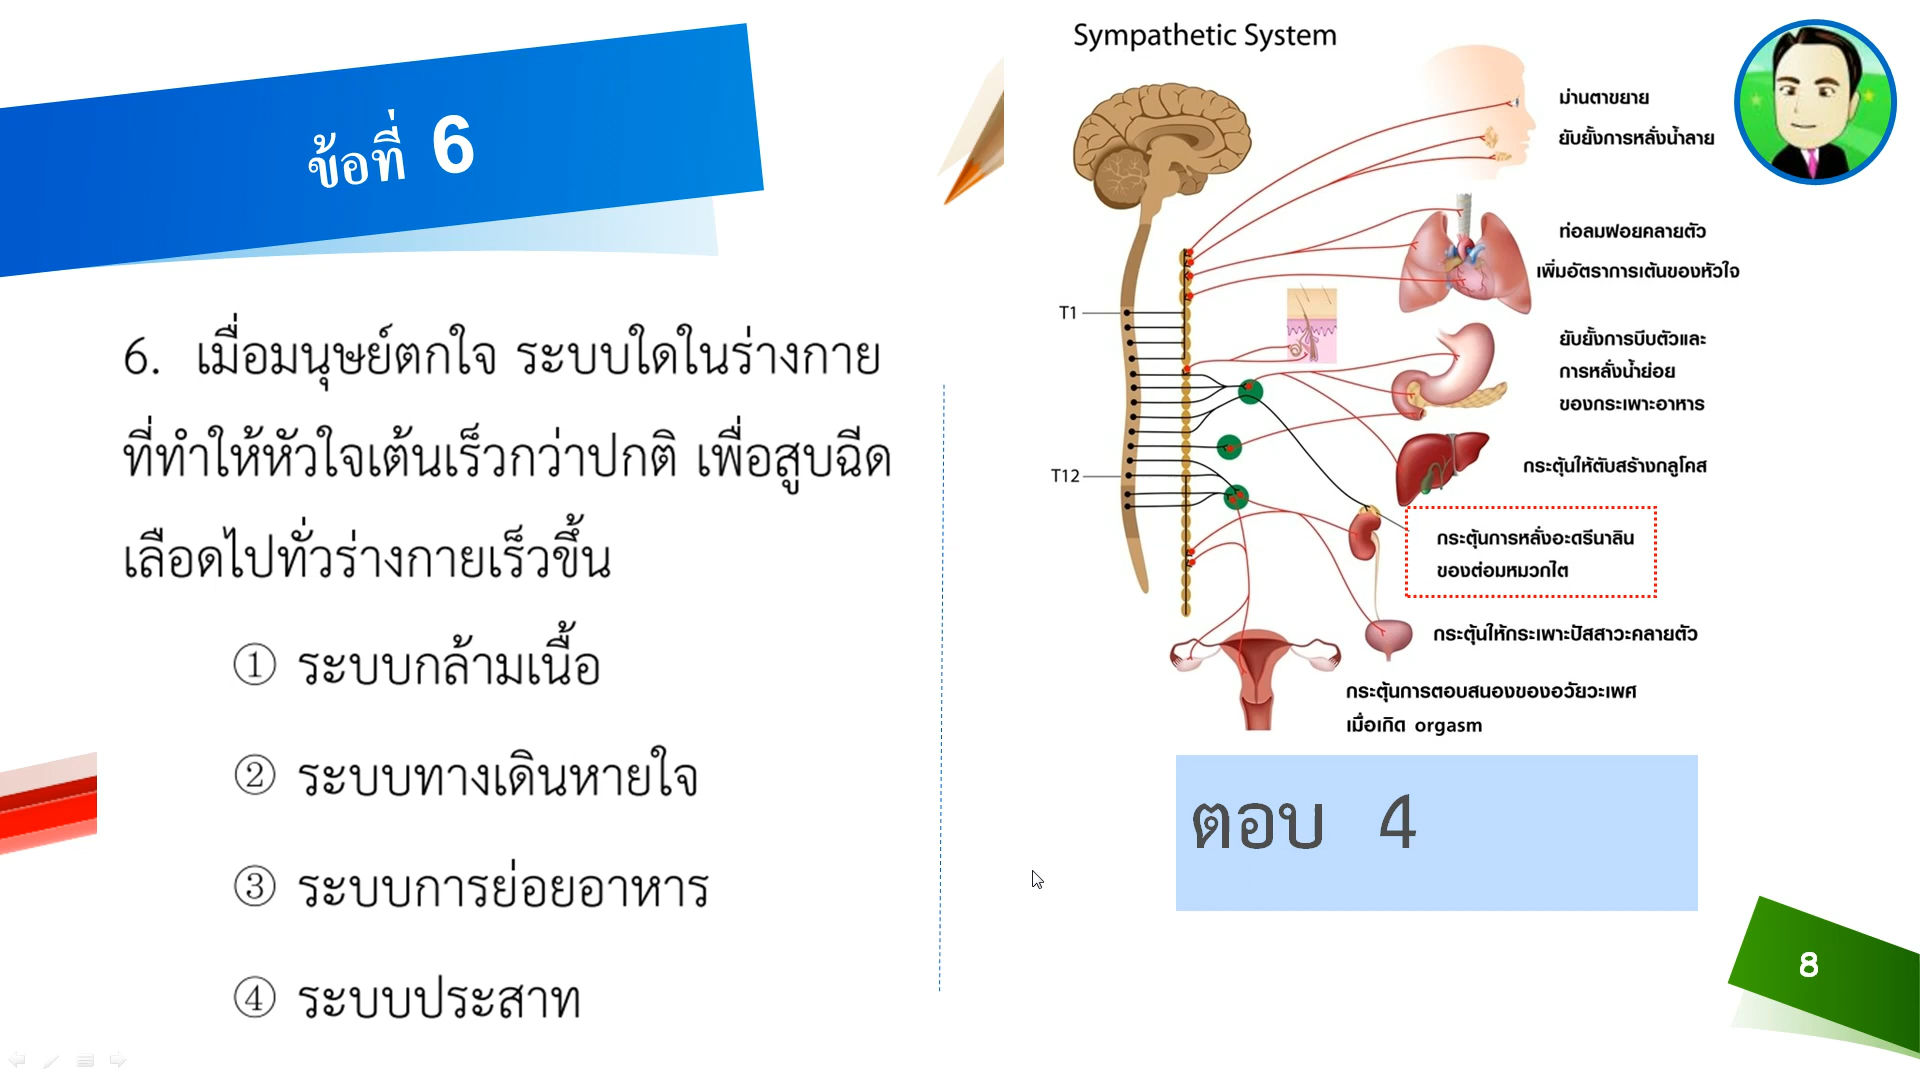 ข้อที่ 6
6. เมื่อมนุษย์ตกใจ ระบบใดในร่างกาย
ที่ทำให้หัวใจเต้นเร็วกว่าปกติ เพื่อสูบฉีด
เลือดไปทั่วร่างกายเร็วขึ้น
① ระบบกล้ามเนื้อ
② ระบบทางเดินหายใจ
③ ระบบการย่อยอาหาร
④ ระบบประสาท
Sympathetic System
ม่านตาขยาย
ยับยั้งการหลั่งน้ำลาย
ท่อลมฝอยคลายตัว
เพิ่มอัตราการเต้นของหัวใจ
T1
ยับยั้งการบีบตัวและ
การหลั่งน้ำย่อย
ของกระเพาะอาหาร
กระตุ้นให้ตับสร้างกลูโคส
T12
กระตุ้นการหลั่งอะดรีนาลิน
ของต่อมหมวกไต
กระตุ้นให้กระเพาะปัสสาวะคลายตัว
กระตุ้นการตอบสนองของอวัยวะเพศ
เมื่อเกิด orgasm
ตอบ 4
8